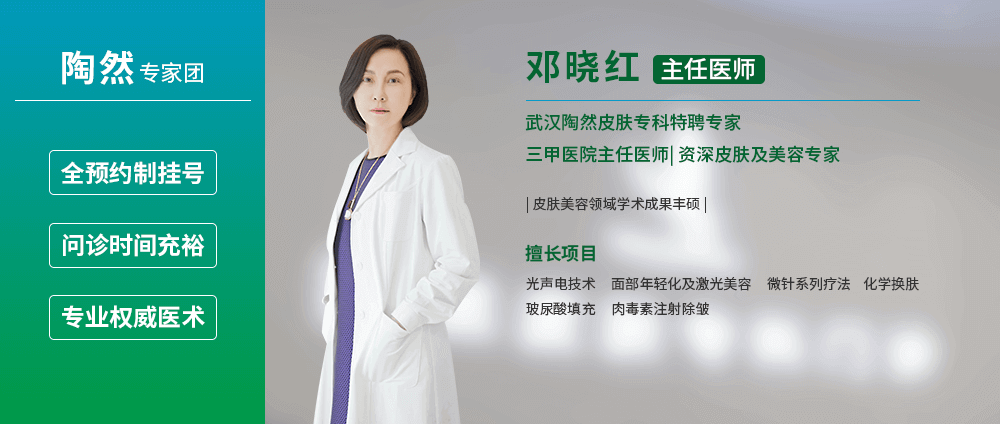 陶然 专家团
全预约制挂号
问诊时间充裕
专业权威医术
邓晓红 主任医师
武汉陶然皮肤专科特聘专家
三甲医院主任医师| 资深皮肤及美容专家
| 皮肤美容领域学术成果丰硕 |
擅长项目
光声电技术 面部年轻化及激光美容 微针系列疗法 化学换肤
玻尿酸填充 肉毒素注射除皱